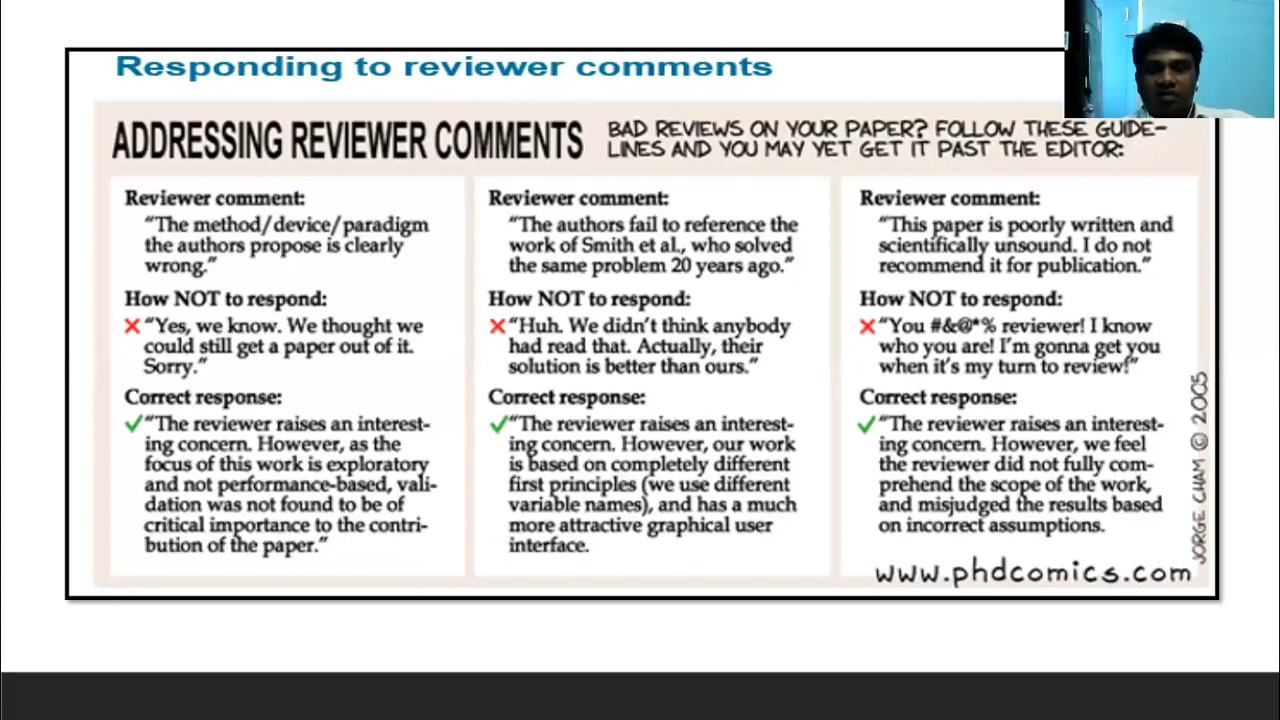 Responding to reviewer comments
ADDRESSING REVIEWER COMMENTS
BAD REVIEWS ON YOUR PAPER? FOLLOW THESE GUIDE-
LINES AND YOU MAY YET GET IT PAST THE EDITOR:
Reviewer comment:
"The method/device/paradigm
the authors propose is clearly
wrong."
How NOT to respond:
✗ "Yes, we know. We thought we
could still get a paper out of it.
Sorry."
Correct response:
✓ "The reviewer raises an interest-
ing concern. However, as the
focus of this work is exploratory
and not performance-based, vali-
dation was not found to be of
critical importance to the contri-
bution of the paper."
Reviewer comment:
"The authors fail to reference the
work of Smith et al., who solved
the same problem 20 years ago."
How NOT to respond:
✗ "Huh. We didn't think anybody
had read that. Actually, their
solution is better than ours."
Correct response:
✓ "The reviewer raises an interest-
ing concern. However, our work
is based on completely different
first principles (we use different
variable names), and has a much
more attractive graphical user
interface.
Reviewer comment:
"This paper is poorly written and
scientifically unsound. I do not
recommend it for publication."
How NOT to respond:
✗ "You #&@*% reviewer! I know
who you are! I'm gonna get you
when it's my turn to review!"
Correct response:
✓ "The reviewer raises an interest-
ing concern. However, we feel
the reviewer did not fully com-
prehend the scope of the work,
and misjudged the results based
on incorrect assumptions.
JORGE CHAM © 2005
www.phdcomics.com